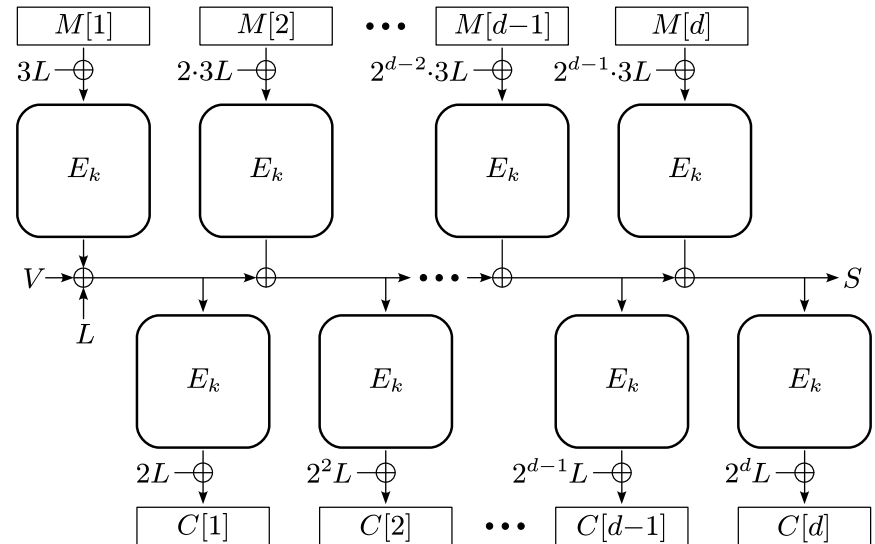 M[1] M[2] ••• M[d−1] M[d]
3L 2·3L 2^{d−2}·3L 2^{d−1}·3L
E_k E_k E_k E_k
V ••• S
L
E_k E_k E_k E_k
2L 2^2L 2^{d−1}L 2^dL
C[1] C[2] ••• C[d−1] C[d]